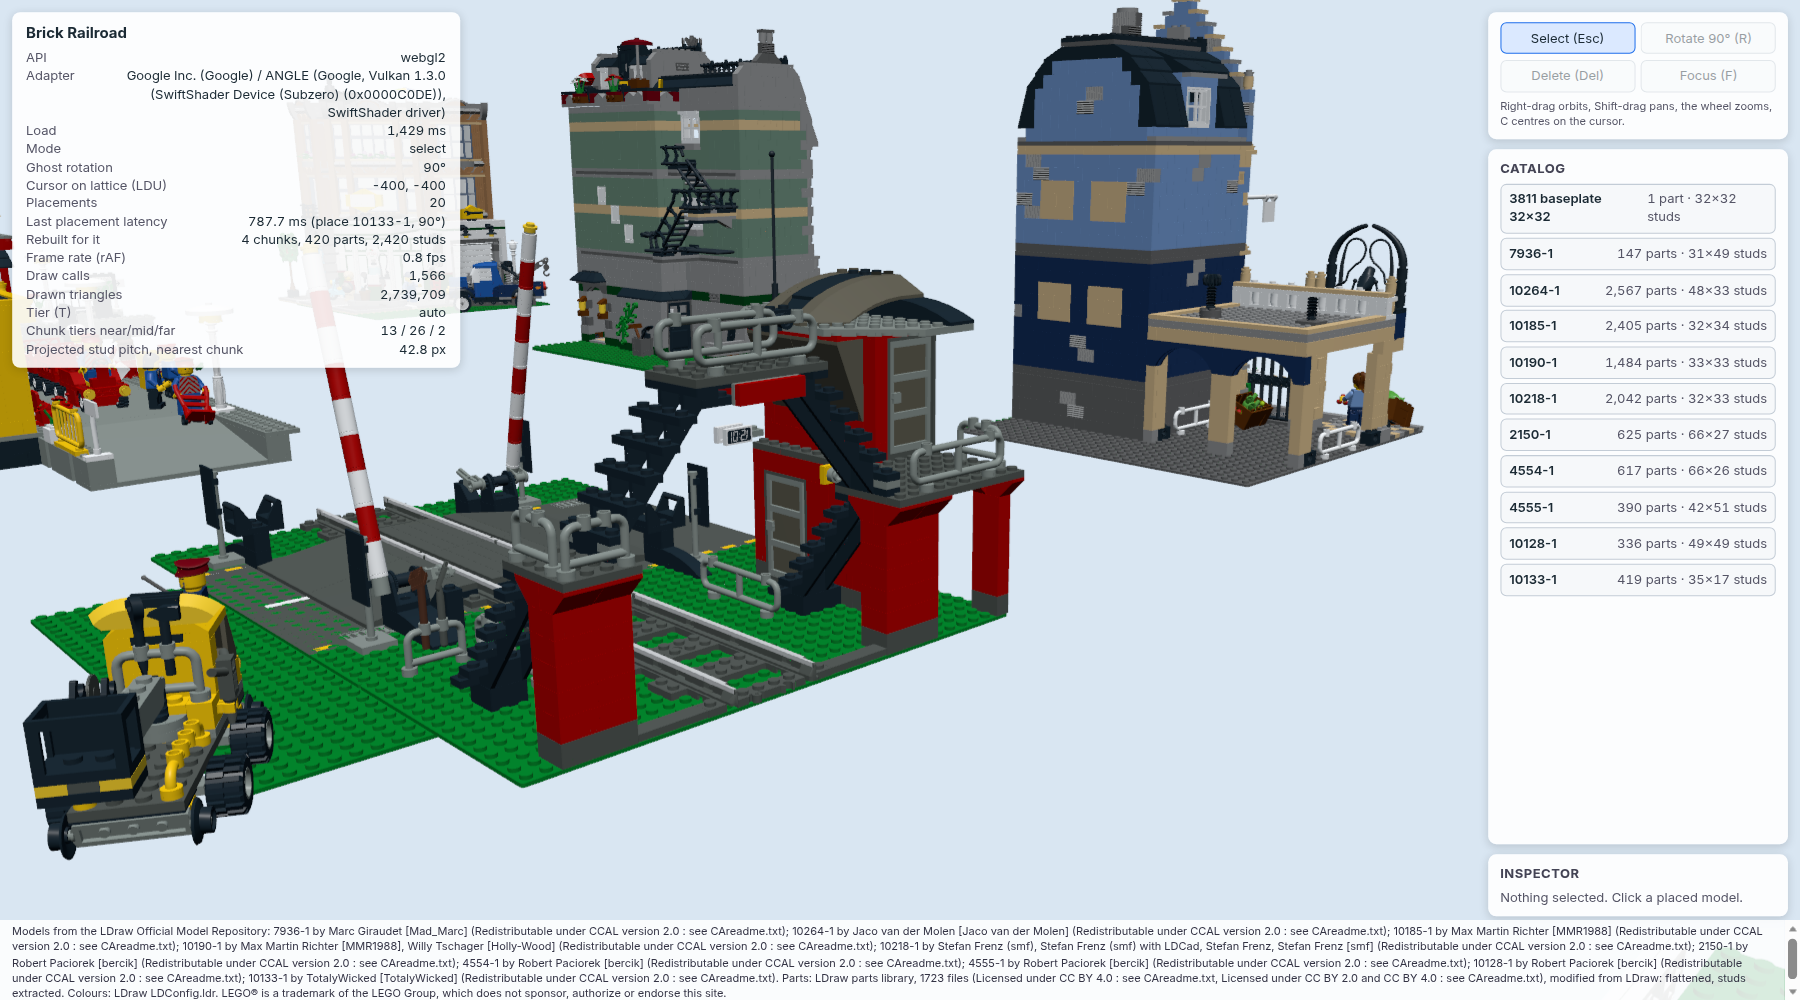 Brick Railroad
API webgl2
Adapter Google Inc. (Google) / ANGLE (Google, Vulkan 1.3.0
(SwiftShader Device (Subzero) (0x0000C0DE)),
SwiftShader driver)
Load 1,429 ms
Mode select
Ghost rotation 90°
Cursor on lattice (LDU) -400, -400
Placements 20
Last placement latency 787.7 ms (place 10133-1, 90°)
Rebuilt for it 4 chunks, 420 parts, 2,420 studs
Frame rate (rAF) 0.8 fps
Draw calls 1,566
Drawn triangles 2,739,709
Tier (T) auto
Chunk tiers near/mid/far 13 / 26 / 2
Projected stud pitch, nearest chunk 42.8 px
10:21
Select (Esc) Rotate 90° (R)
Delete (Del) Focus (F)
Right-drag orbits, Shift-drag pans, the wheel zooms,
C centres on the cursor.
CATALOG
3811 baseplate 1 part · 32×32
32×32 studs
7936-1 147 parts · 31×49 studs
10264-1 2,567 parts · 48×33 studs
10185-1 2,405 parts · 32×34 studs
10190-1 1,484 parts · 33×33 studs
10218-1 2,042 parts · 32×33 studs
2150-1 625 parts · 66×27 studs
4554-1 617 parts · 66×26 studs
4555-1 390 parts · 42×51 studs
10128-1 336 parts · 49×49 studs
10133-1 419 parts · 35×17 studs
INSPECTOR
Nothing selected. Click a placed model.
Models from the LDraw Official Model Repository: 7936-1 by Marc Giraudet [Mad_Marc] (Redistributable under CCAL version 2.0 : see CAreadme.txt); 10264-1 by Jaco van der Molen [Jaco van der Molen] (Redistributable under CCAL version 2.0 : see CAreadme.txt); 10185-1 by Max Martin Richter [MMR1988] (Redistributable under CCAL
version 2.0 : see CAreadme.txt); 10190-1 by Max Martin Richter [MMR1988], Willy Tschager [Holly-Wood] (Redistributable under CCAL version 2.0 : see CAreadme.txt); 10218-1 by Stefan Frenz (smf), Stefan Frenz (smf) with LDCad, Stefan Frenz, Stefan Frenz [smf] (Redistributable under CCAL version 2.0 : see CAreadme.txt); 2150-1 by
Robert Paciorek [bercik] (Redistributable under CCAL version 2.0 : see CAreadme.txt); 4554-1 by Robert Paciorek [bercik] (Redistributable under CCAL version 2.0 : see CAreadme.txt); 4555-1 by Robert Paciorek [bercik] (Redistributable under CCAL version 2.0 : see CAreadme.txt); 10128-1 by Robert Paciorek [bercik] (Redistributable
under CCAL version 2.0 : see CAreadme.txt); 10133-1 by TotalyWicked [TotalyWicked] (Redistributable under CCAL version 2.0 : see CAreadme.txt). Parts: LDraw parts library, 1723 files (Licensed under CC BY 4.0 : see CAreadme.txt, Licensed under CC BY 2.0 and CC BY 4.0 : see CAreadme.txt), modified from LDraw: flattened, studs
extracted. Colours: LDraw LDConfig.ldr. LEGO® is a trademark of the LEGO Group, which does not sponsor, authorize or endorse this site.